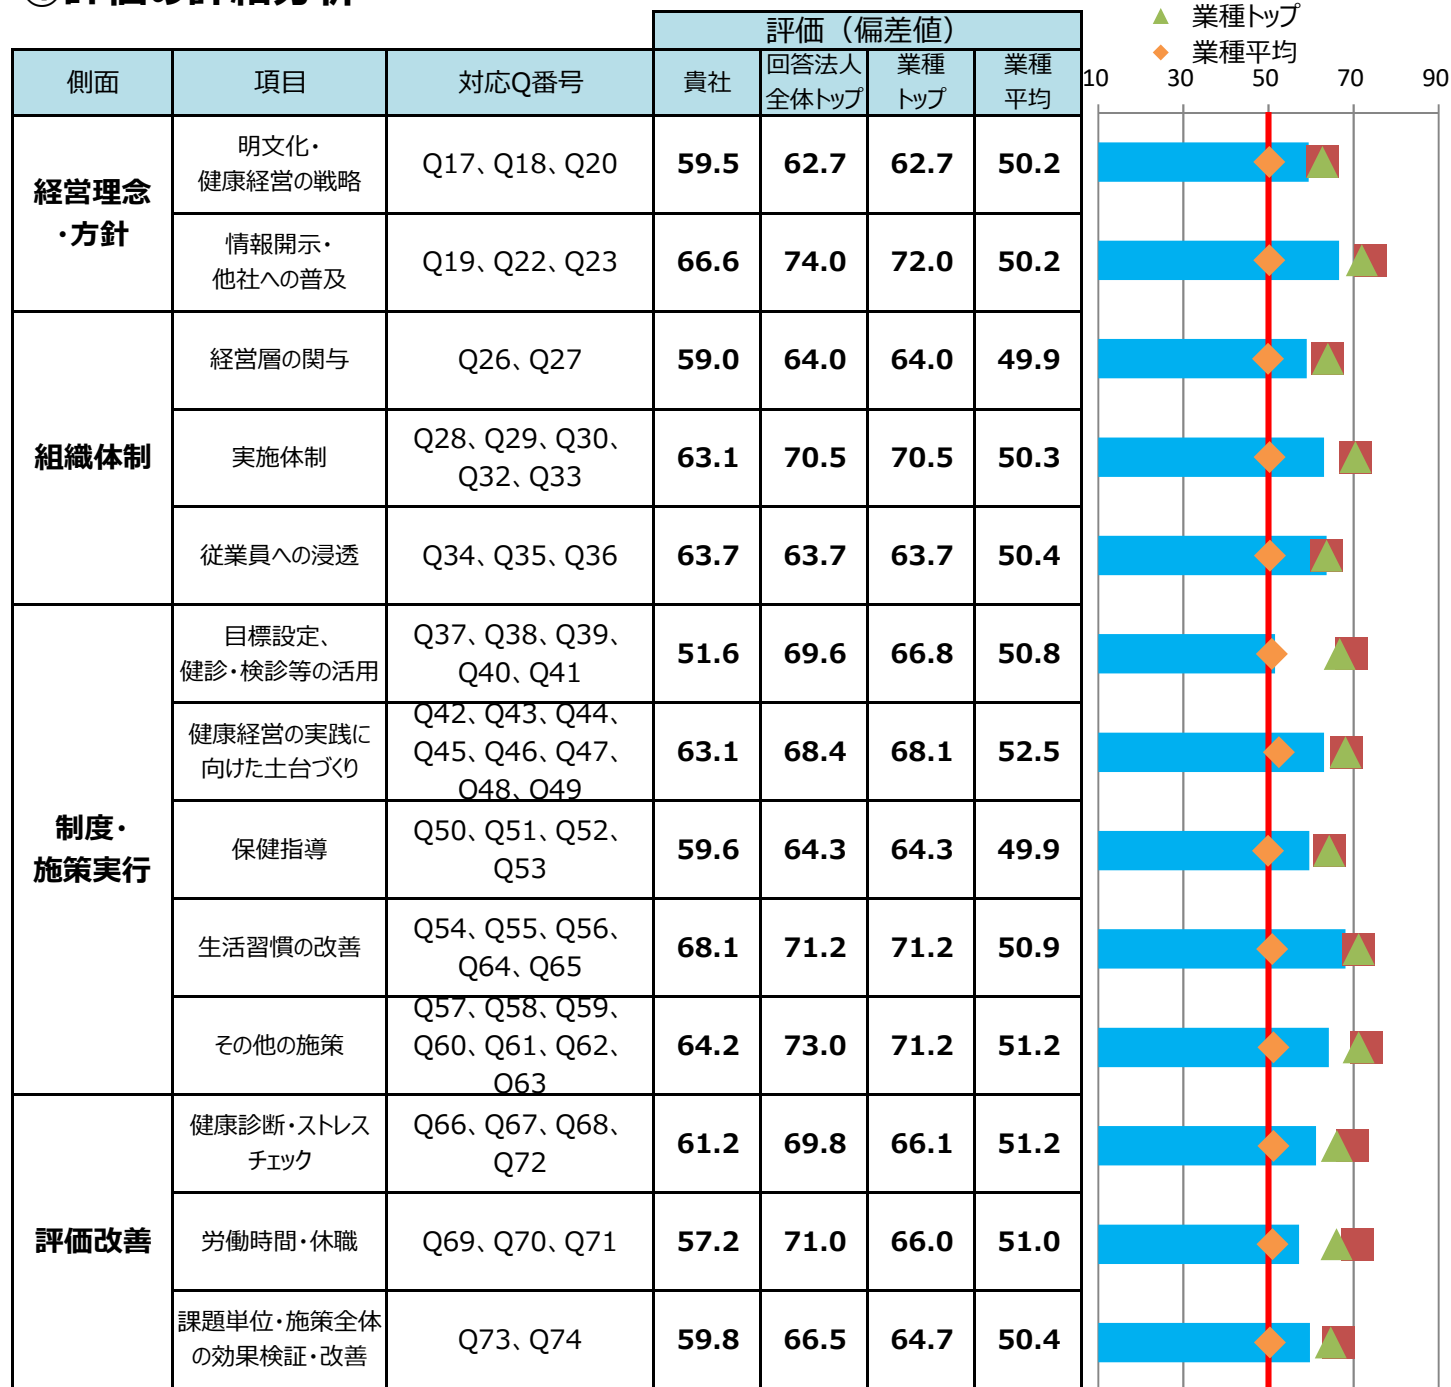 評価(偏差値)
▲ 業種トップ
◆ 業種平均
側面 項目 対応Q番号 貴社 回答法人 業種 業種
全体トップ トップ 平均
10 30 50 70 90
経営理念
・方針
明文化・
健康経営の戦略
Q17、Q18、Q20 59.5 62.7 62.7 50.2
情報開示・
他社への普及
Q19、Q22、Q23 66.6 74.0 72.0 50.2
組織体制
経営層の関与 Q26、Q27 59.0 64.0 64.0 49.9
実施体制
Q28、Q29、Q30、
Q32、Q33
63.1 70.5 70.5 50.3
従業員への浸透 Q34、Q35、Q36 63.7 63.7 63.7 50.4
制度・
施策実行
目標設定、
健診・検診等の活用
Q37、Q38、Q39、
Q40、Q41
51.6 69.6 66.8 50.8
健康経営の実践に
向けた土台づくり
Q42、Q43、Q44、
Q45、Q46、Q47、
Q48、Q49
63.1 68.4 68.1 52.5
保健指導
Q50、Q51、Q52、
Q53
59.6 64.3 64.3 49.9
生活習慣の改善
Q54、Q55、Q56、
Q64、Q65
68.1 71.2 71.2 50.9
その他の施策
Q57、Q58、Q59、
Q60、Q61、Q62、
Q63
64.2 73.0 71.2 51.2
評価改善
健康診断・ストレス
チェック
Q66、Q67、Q68、
Q72
61.2 69.8 66.1 51.2
労働時間・休職 Q69、Q70、Q71 57.2 71.0 66.0 51.0
課題単位・施策全体
の効果検証・改善
Q73、Q74 59.8 66.5 64.7 50.4